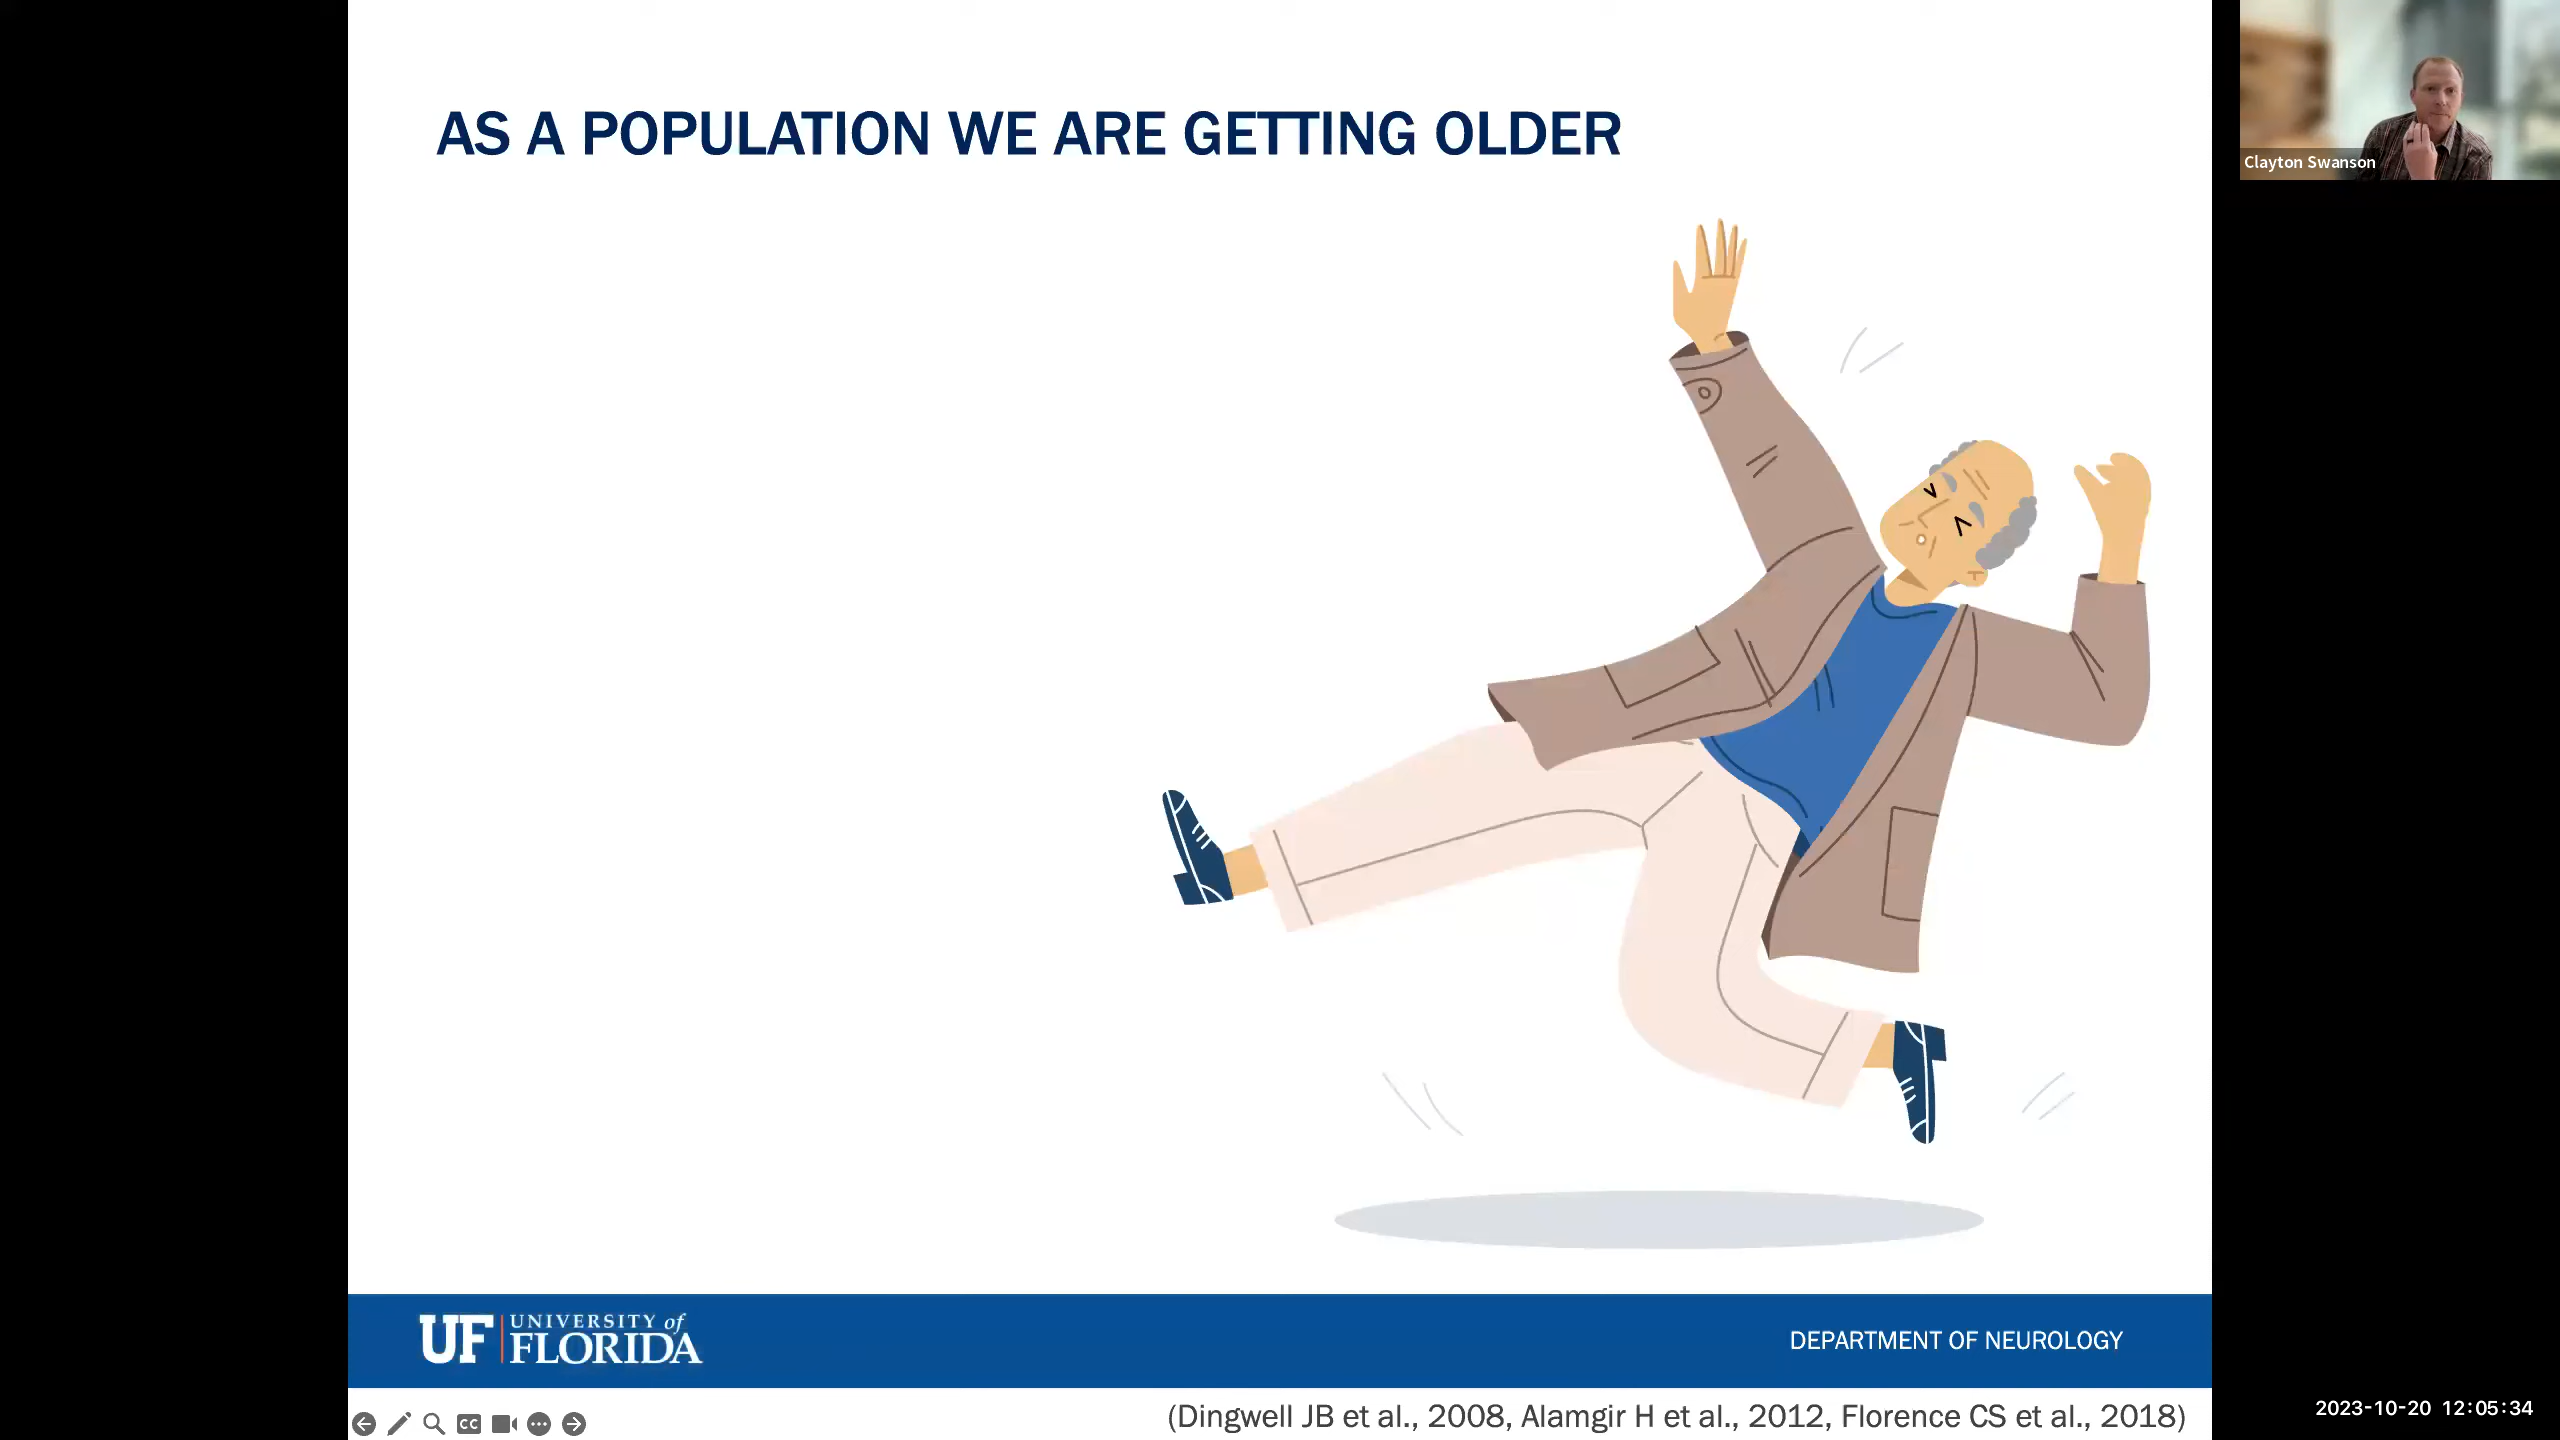 AS A POPULATION WE ARE GETTING OLDER
Clayton Swanson
UF UNIVERSITY of
FLORIDA
DEPARTMENT OF NEUROLOGY
CC
(Dingwell JB et al., 2008, Alamgir H et al., 2012, Florence CS et al., 2018)
2023-10-20 12:05:34